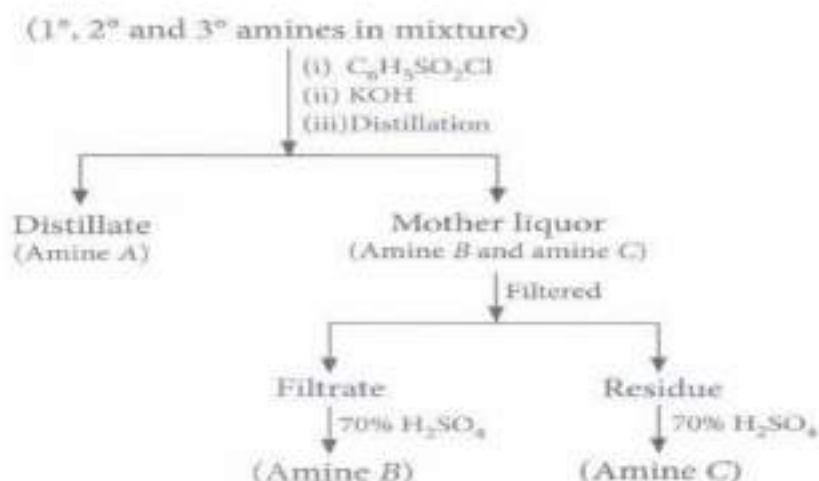 (1°, 2° and 3° amines in mixture)
(i) C₆H₅SO₂Cl
(ii) KOH
(iii)Distillation
Distillate
(Amine A)
Mother liquor
(Amine B and amine C)
Filtered
Filtrate
Residue
70% H₂SO₄
70% H₂SO₄
(Amine B)
(Amine C)